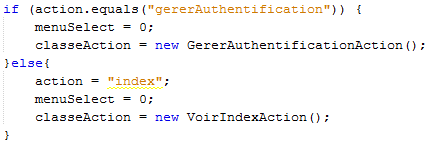 if (action.equals("gererAuthentification")) {
    menuSelect = 0;
    classeAction = new GererAuthentificationAction();
}else{
    action = "index";
    menuSelect = 0;
    classeAction = new VoirIndexAction();
}